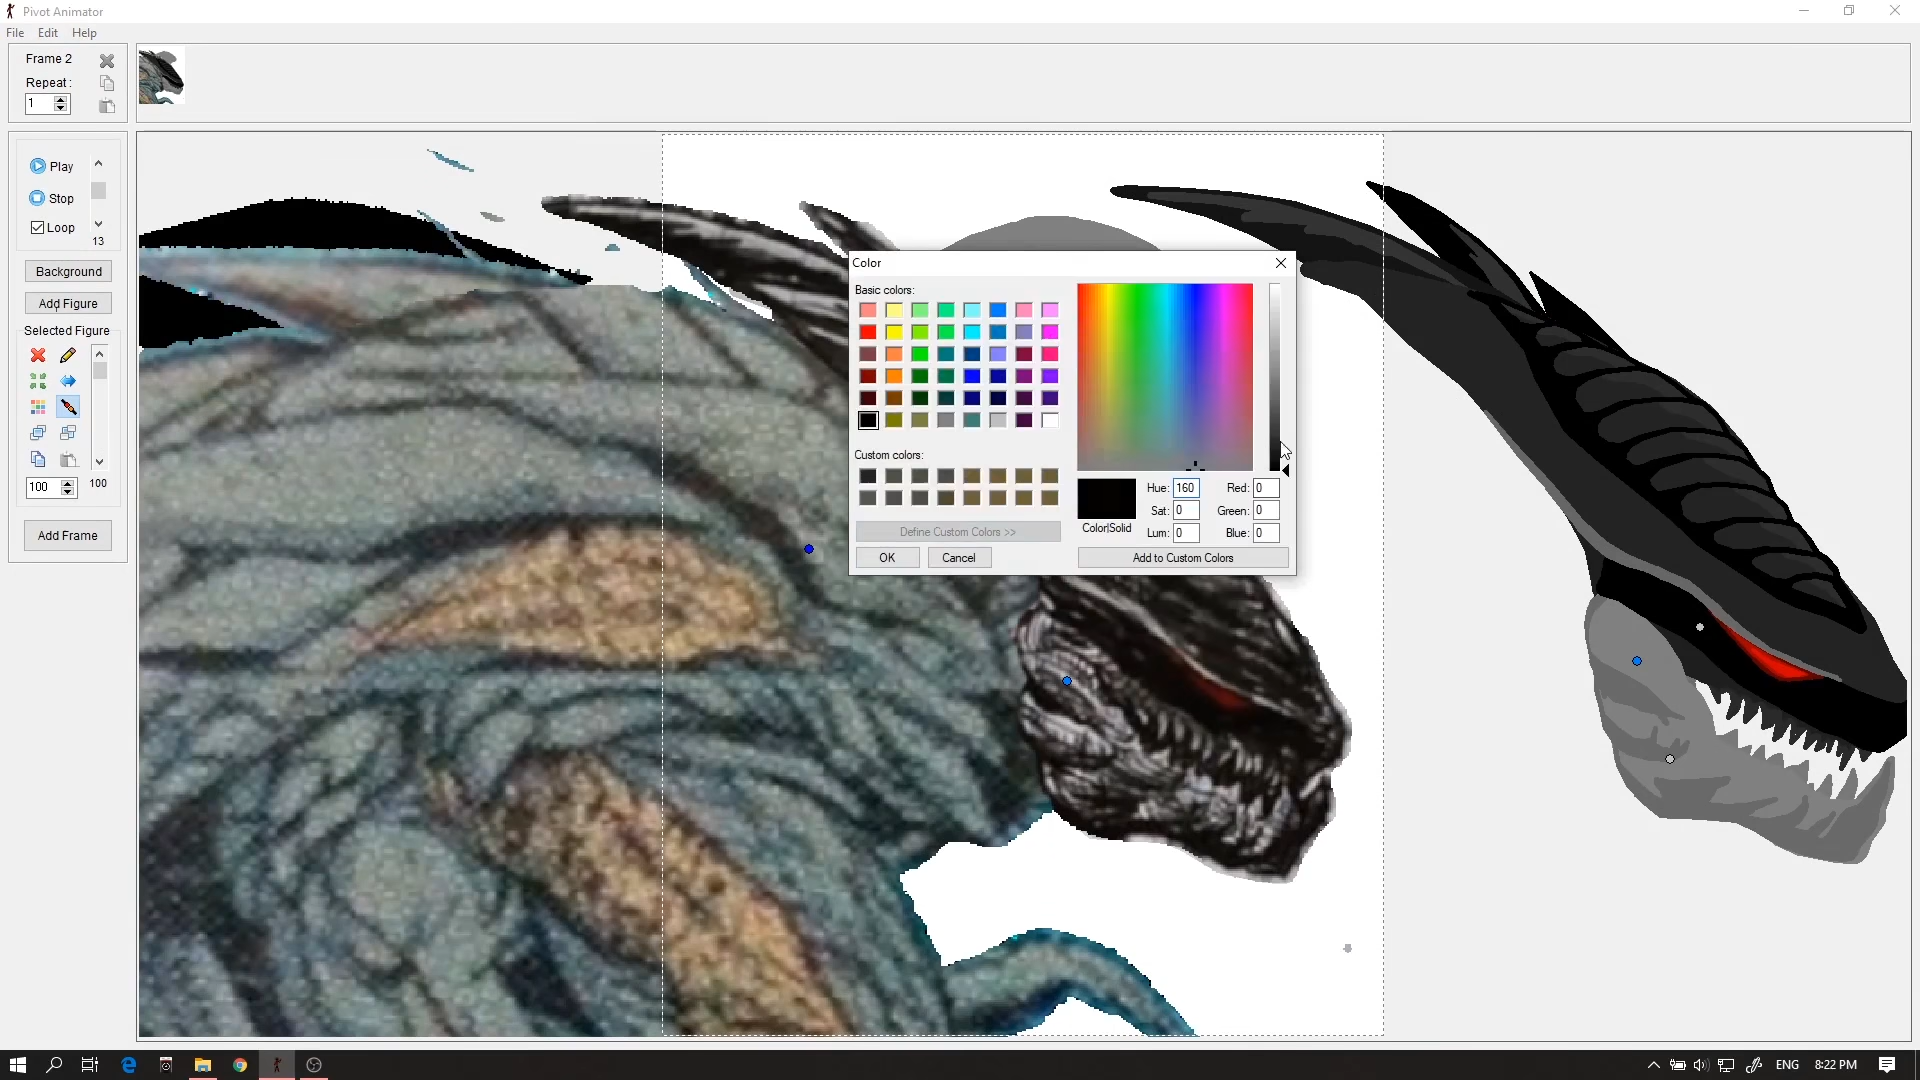 Pivot Animator
File Edit Help
Frame 2
Repeat :
1
Play
Stop
Loop
13
Background
Add Figure
Selected Figure
100
100
Add Frame
Color
Basic colors:
Custom colors:
Define Custom Colors >>
OK
Cancel
Color|Solid
Hue: 160
Sat: 0
Lum: 0
Red: 0
Green: 0
Blue: 0
Add to Custom Colors
ENG
8:22 PM